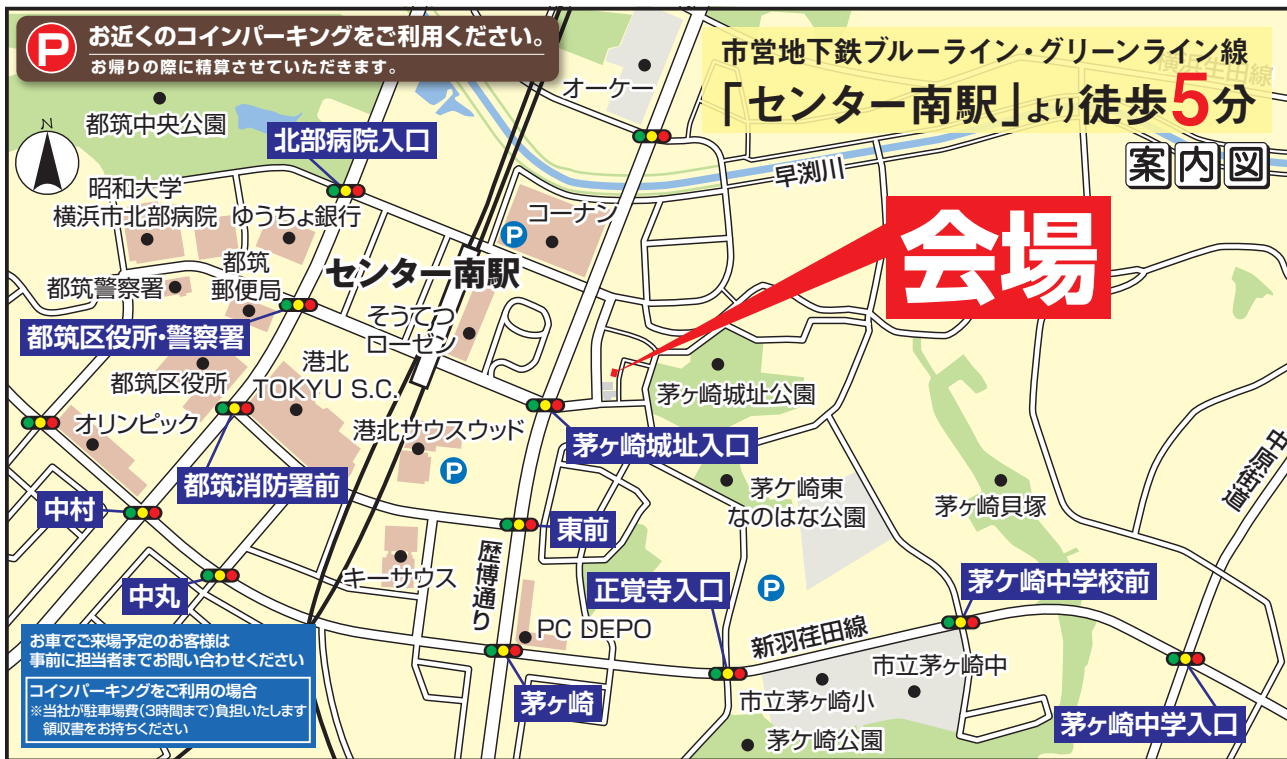 P
お近くのコインパーキングをご利用ください。
お帰りの際に精算させていただきます。
市営地下鉄ブルーライン・グリーンライン線
「センター南駅」より徒歩5分
横浜生田線
案内図
オーケー
都筑中央公園
N
北部病院入口
早渕川
昭和大学
横浜市北部病院
ゆうちょ銀行
コーナン
P
会場
都筑
郵便局
センター南駅
都筑警察署
そうてつ
ローゼン
都筑区役所・警察署
港北
TOKYU S.C.
都筑区役所
茅ヶ崎城址公園
オリンピック
港北サウスウッド
茅ヶ崎城址入口
中原街道
P
都筑消防署前
茅ケ崎東
なのはな公園
茅ヶ崎貝塚
中村
東前
キーサウス
歴博通り
正覚寺入口
P
茅ケ崎中学校前
中丸
PC DEPO
新羽荏田線
市立茅ヶ崎中
市立茅ヶ崎小
茅ヶ崎
茅ヶ崎中学入口
茅ケ崎公園
お車でご来場予定のお客様は
事前に担当者までお問い合わせください
コインパーキングをご利用の場合
※当社が駐車場費(3時間まで)負担いたします
領収書をお持ちください